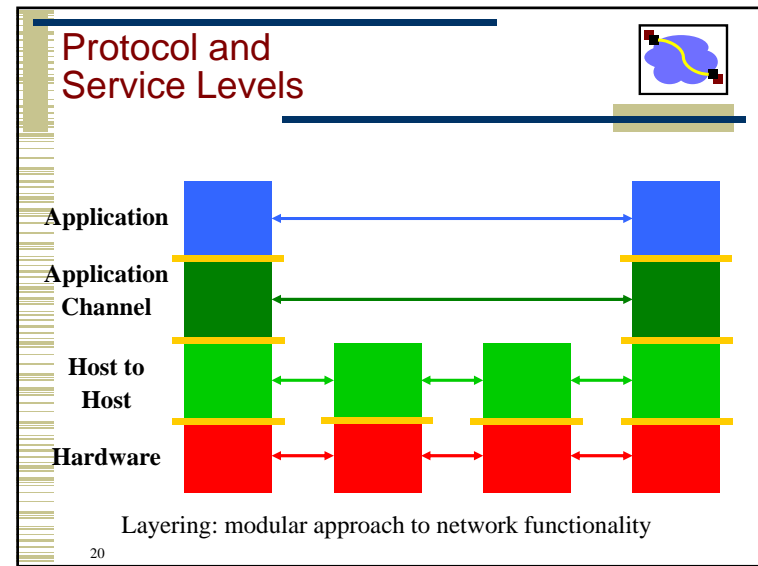 Protocol and
Service Levels
Application
Application
Channel
Host to
Host
Hardware
Layering: modular approach to network functionality
20